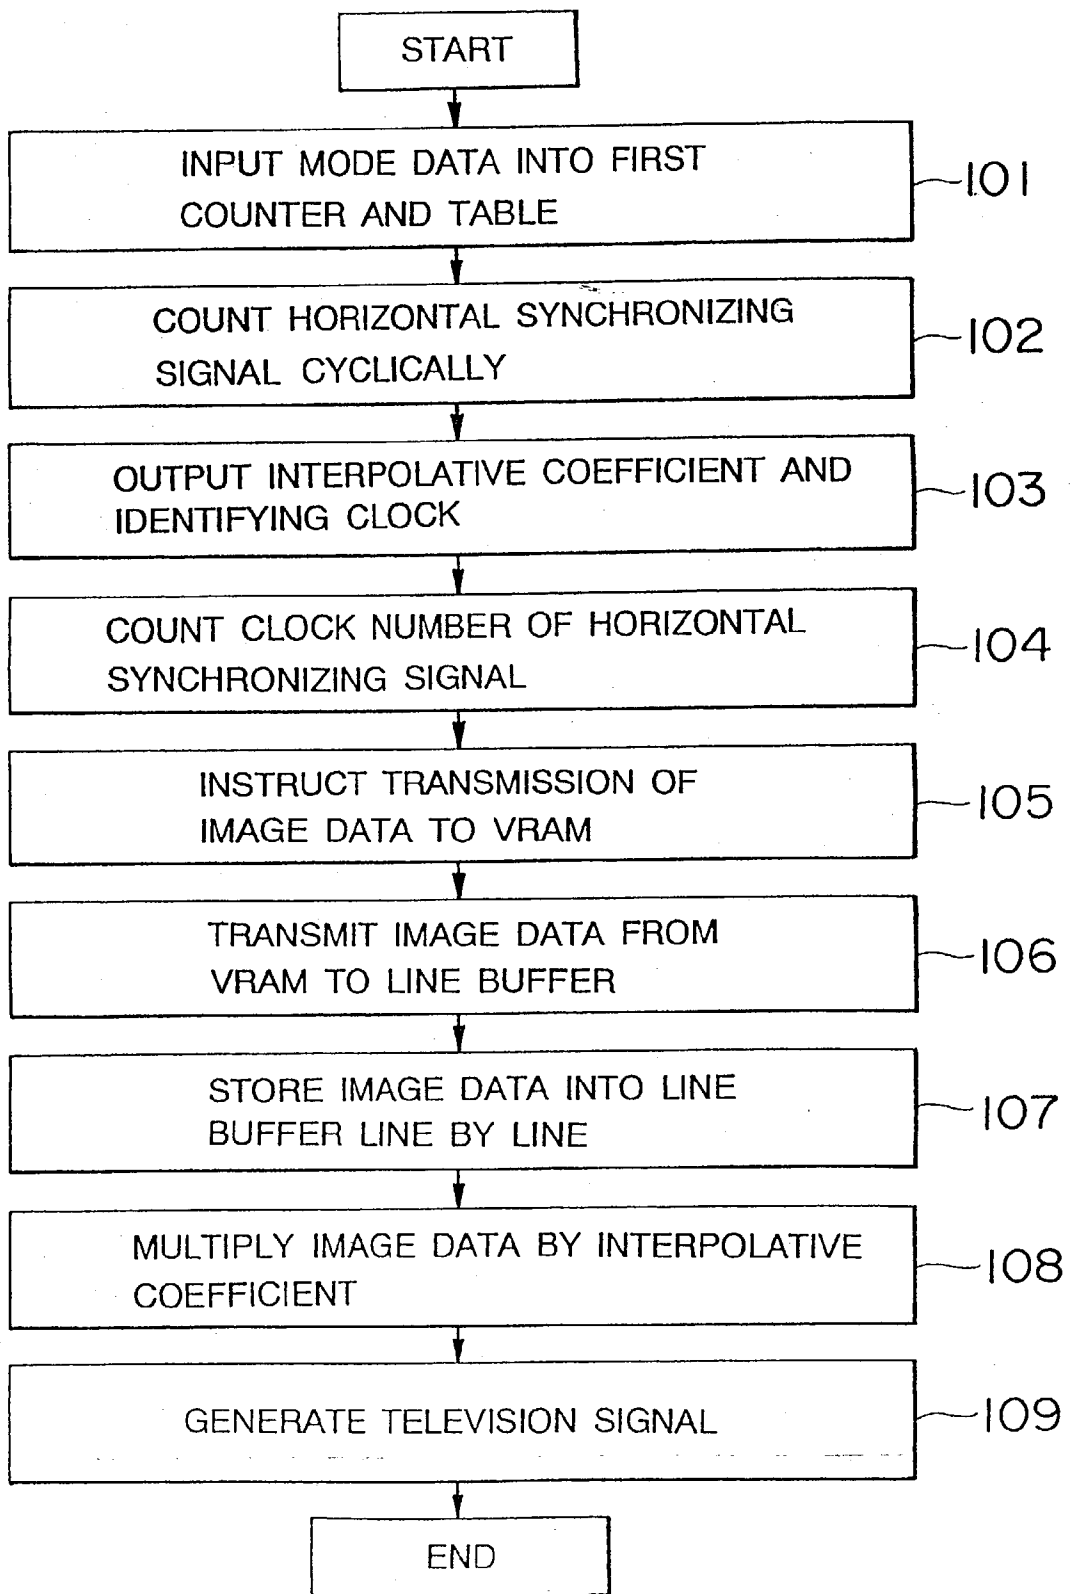 START
INPUT MODE DATA INTO FIRST
COUNTER AND TABLE
101
COUNT HORIZONTAL SYNCHRONIZING
SIGNAL CYCLICALLY
102
OUTPUT INTERPOLATIVE COEFFICIENT AND
IDENTIFYING CLOCK
103
COUNT CLOCK NUMBER OF HORIZONTAL
SYNCHRONIZING SIGNAL
104
INSTRUCT TRANSMISSION OF
IMAGE DATA TO VRAM
105
TRANSMIT IMAGE DATA FROM
VRAM TO LINE BUFFER
106
STORE IMAGE DATA INTO LINE
BUFFER LINE BY LINE
107
MULTIPLY IMAGE DATA BY INTERPOLATIVE
COEFFICIENT
108
GENERATE TELEVISION SIGNAL
109
END